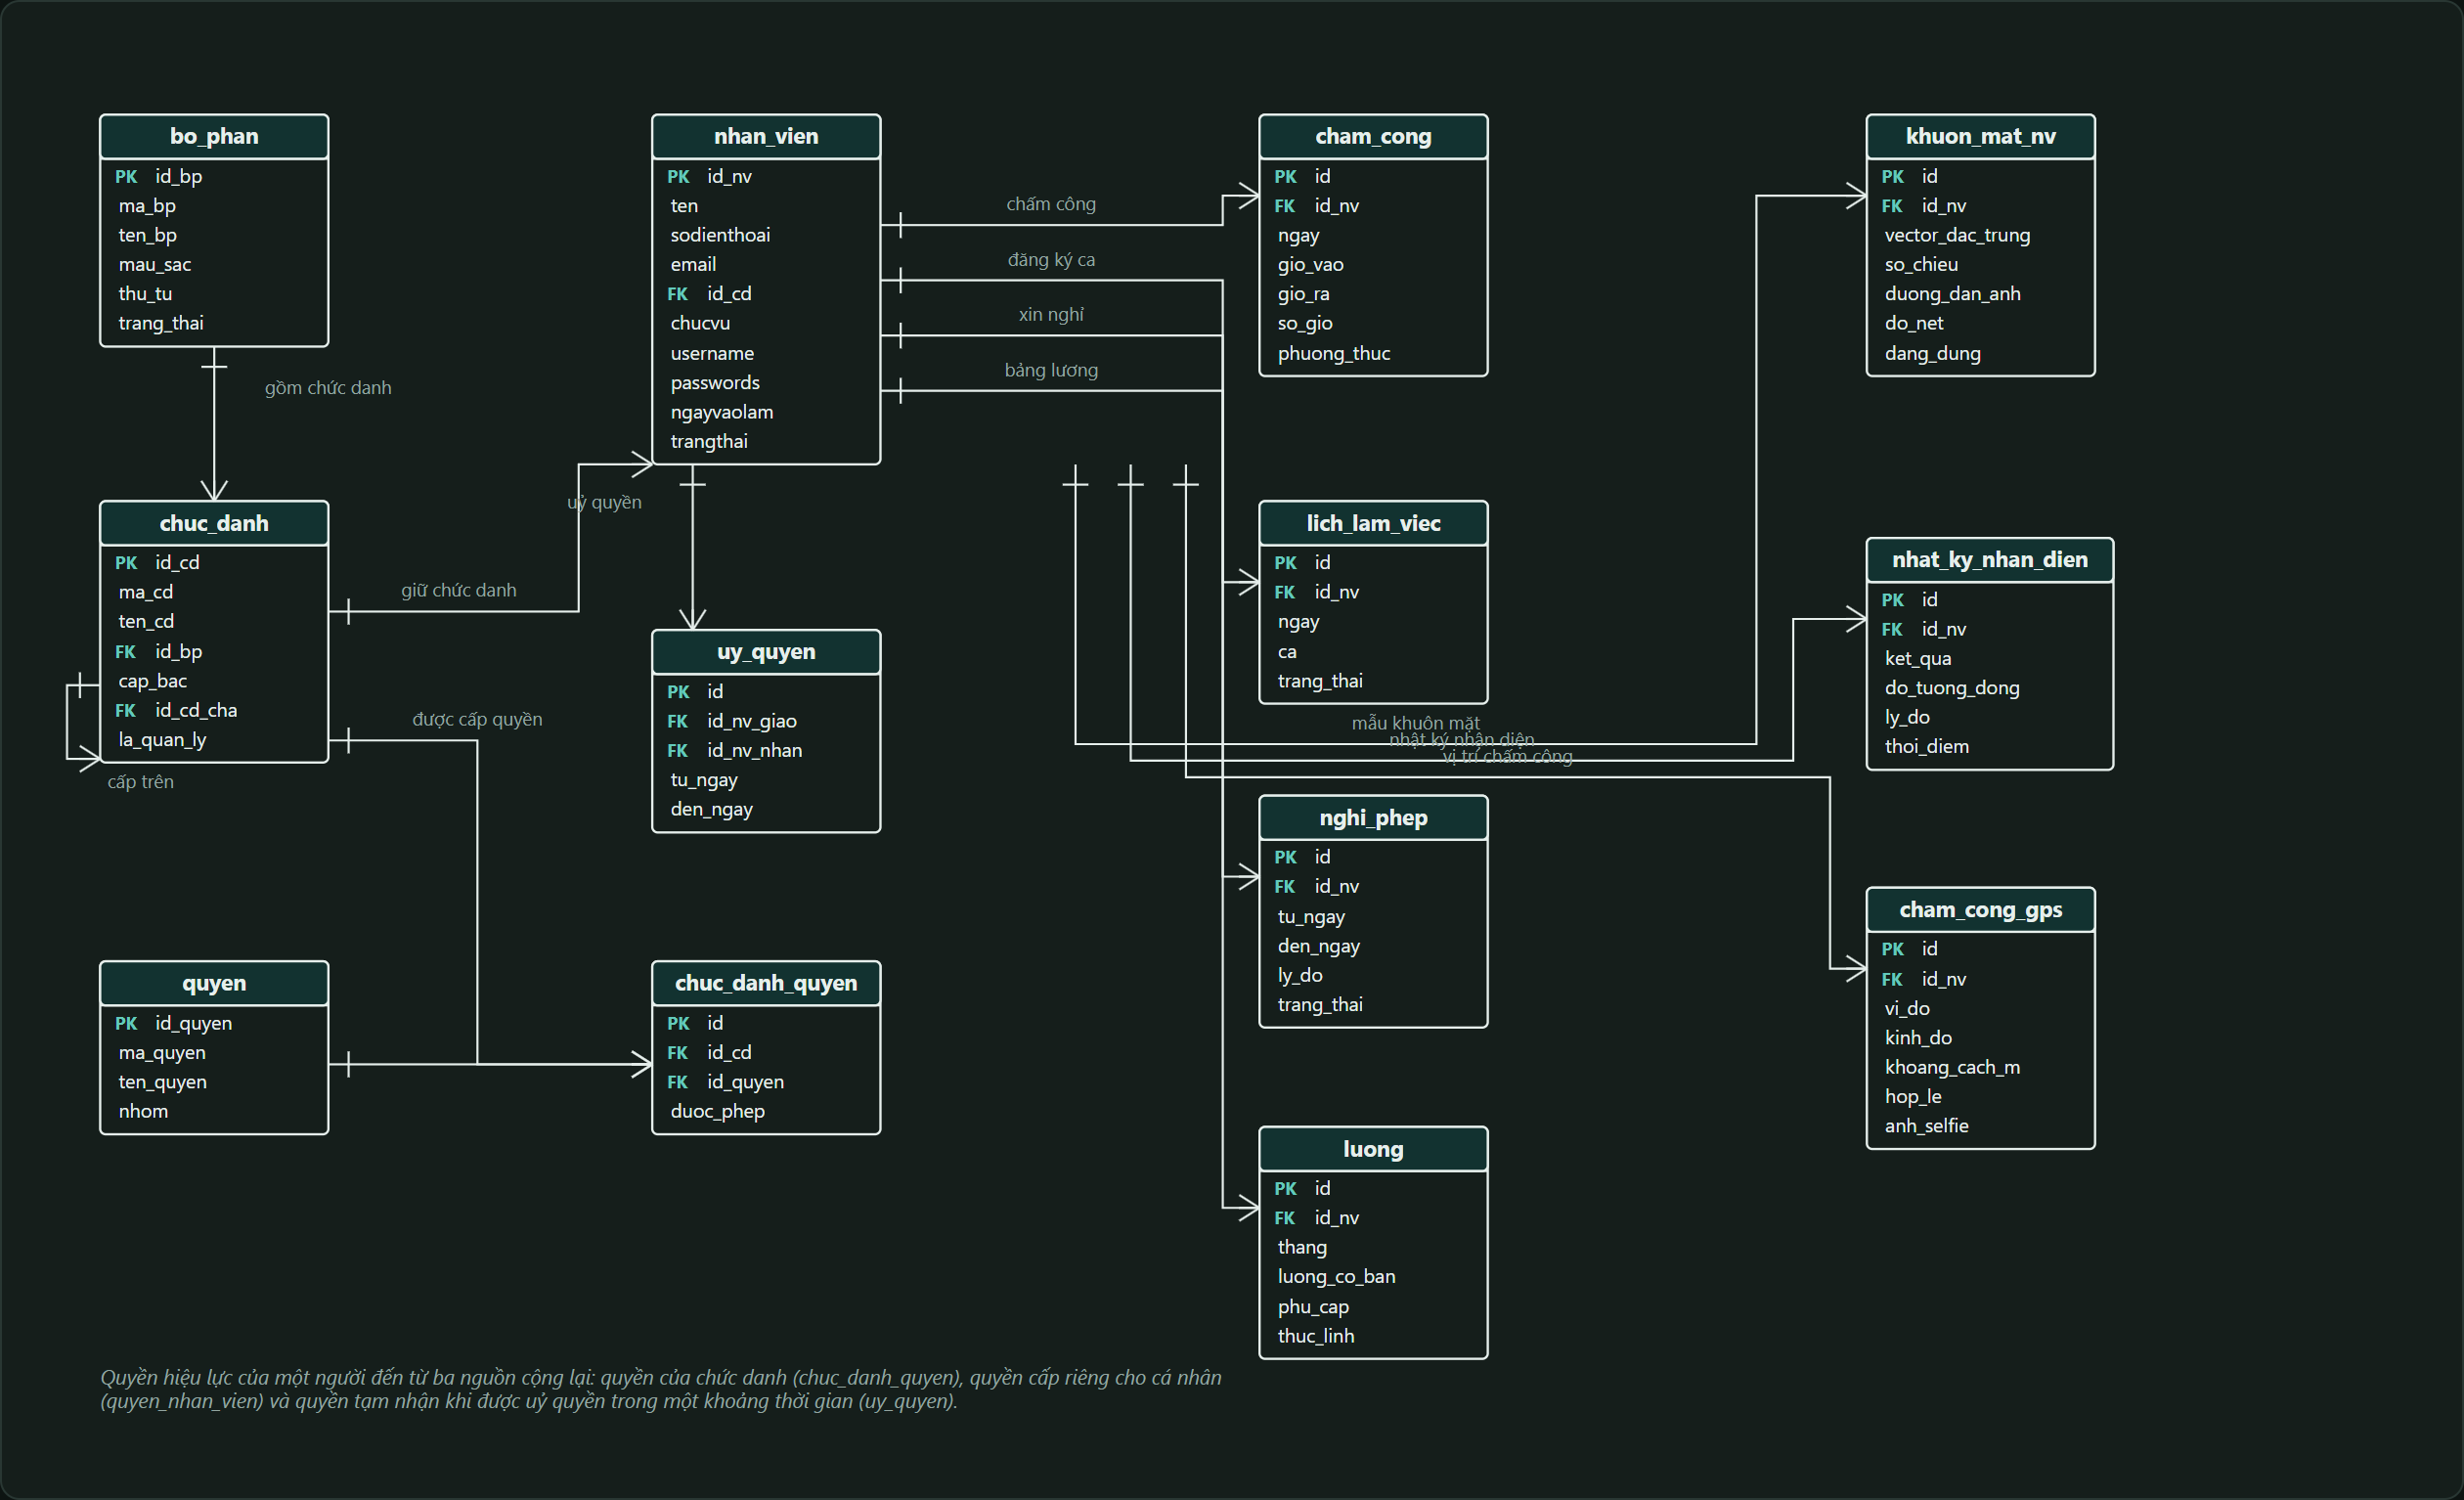 bo_phan
PK id_bp
ma_bp
ten_bp
mau_sac
thu_tu
trang_thai
gồm chức danh
chuc_danh
PK id_cd
ma_cd
ten_cd
FK id_bp
cap_bac
FK id_cd_cha
la_quan_ly
cấp trên
giữ chức danh
được cấp quyền
quyen
PK id_quyen
ma_quyen
ten_quyen
nhom
nhan_vien
PK id_nv
ten
sodienthoai
email
FK id_cd
chucvu
username
passwords
ngayvaolam
trangthai
uỷ quyền
uy_quyen
PK id
FK id_nv_giao
FK id_nv_nhan
tu_ngay
den_ngay
chuc_danh_quyen
PK id
FK id_cd
FK id_quyen
duoc_phep
chấm công
đăng ký ca
xin nghỉ
bảng lương
cham_cong
PK id
FK id_nv
ngay
gio_vao
gio_ra
so_gio
phuong_thuc
lich_lam_viec
PK id
FK id_nv
ngay
ca
trang_thai
mẫu khuôn mặt
nhật ký nhận diện
vị trí chấm công
nghi_phep
PK id
FK id_nv
tu_ngay
den_ngay
ly_do
trang_thai
luong
PK id
FK id_nv
thang
luong_co_ban
phu_cap
thuc_linh
khuon_mat_nv
PK id
FK id_nv
vector_dac_trung
so_chieu
duong_dan_anh
do_net
dang_dung
nhat_ky_nhan_dien
PK id
FK id_nv
ket_qua
do_tuong_dong
ly_do
thoi_diem
cham_cong_gps
PK id
FK id_nv
vi_do
kinh_do
khoang_cach_m
hop_le
anh_selfie
Quyền hiệu lực của một người đến từ ba nguồn cộng lại: quyền của chức danh (chuc_danh_quyen), quyền cấp riêng cho cá nhân
(quyen_nhan_vien) và quyền tạm nhận khi được uỷ quyền trong một khoảng thời gian (uy_quyen).